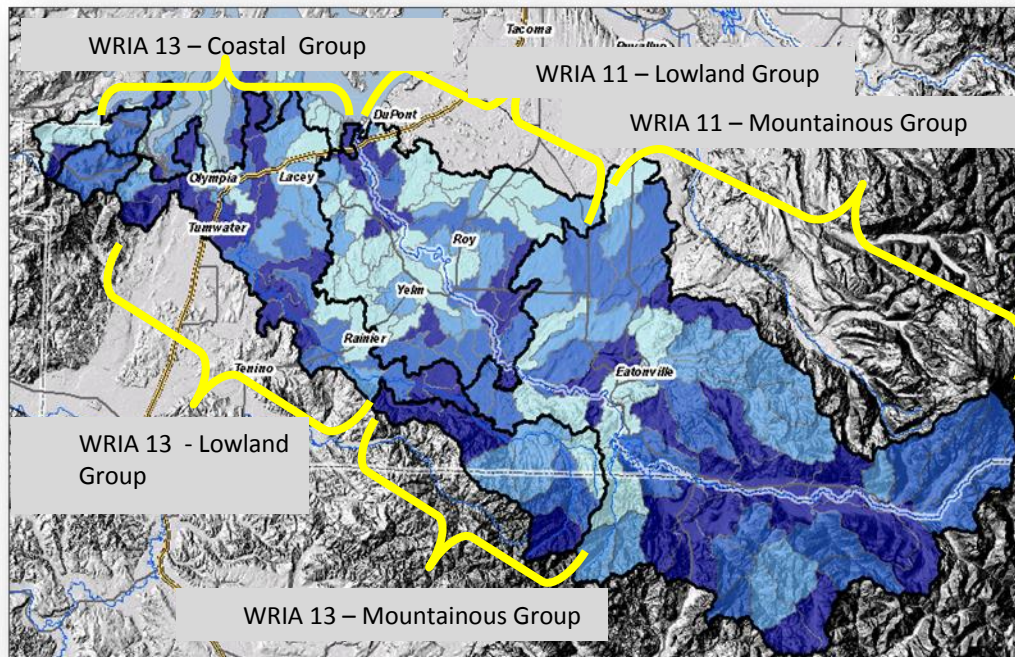 Tacoma
WRIA 13 – Coastal Group
WRIA 11 – Lowland Group
DuPont
WRIA 11 – Mountainous Group
Olympia
Lacey
Tumwater
Roy
Yelm
Rainier
Tenino
Eatonville
WRIA 13 - Lowland
Group
WRIA 13 – Mountainous Group